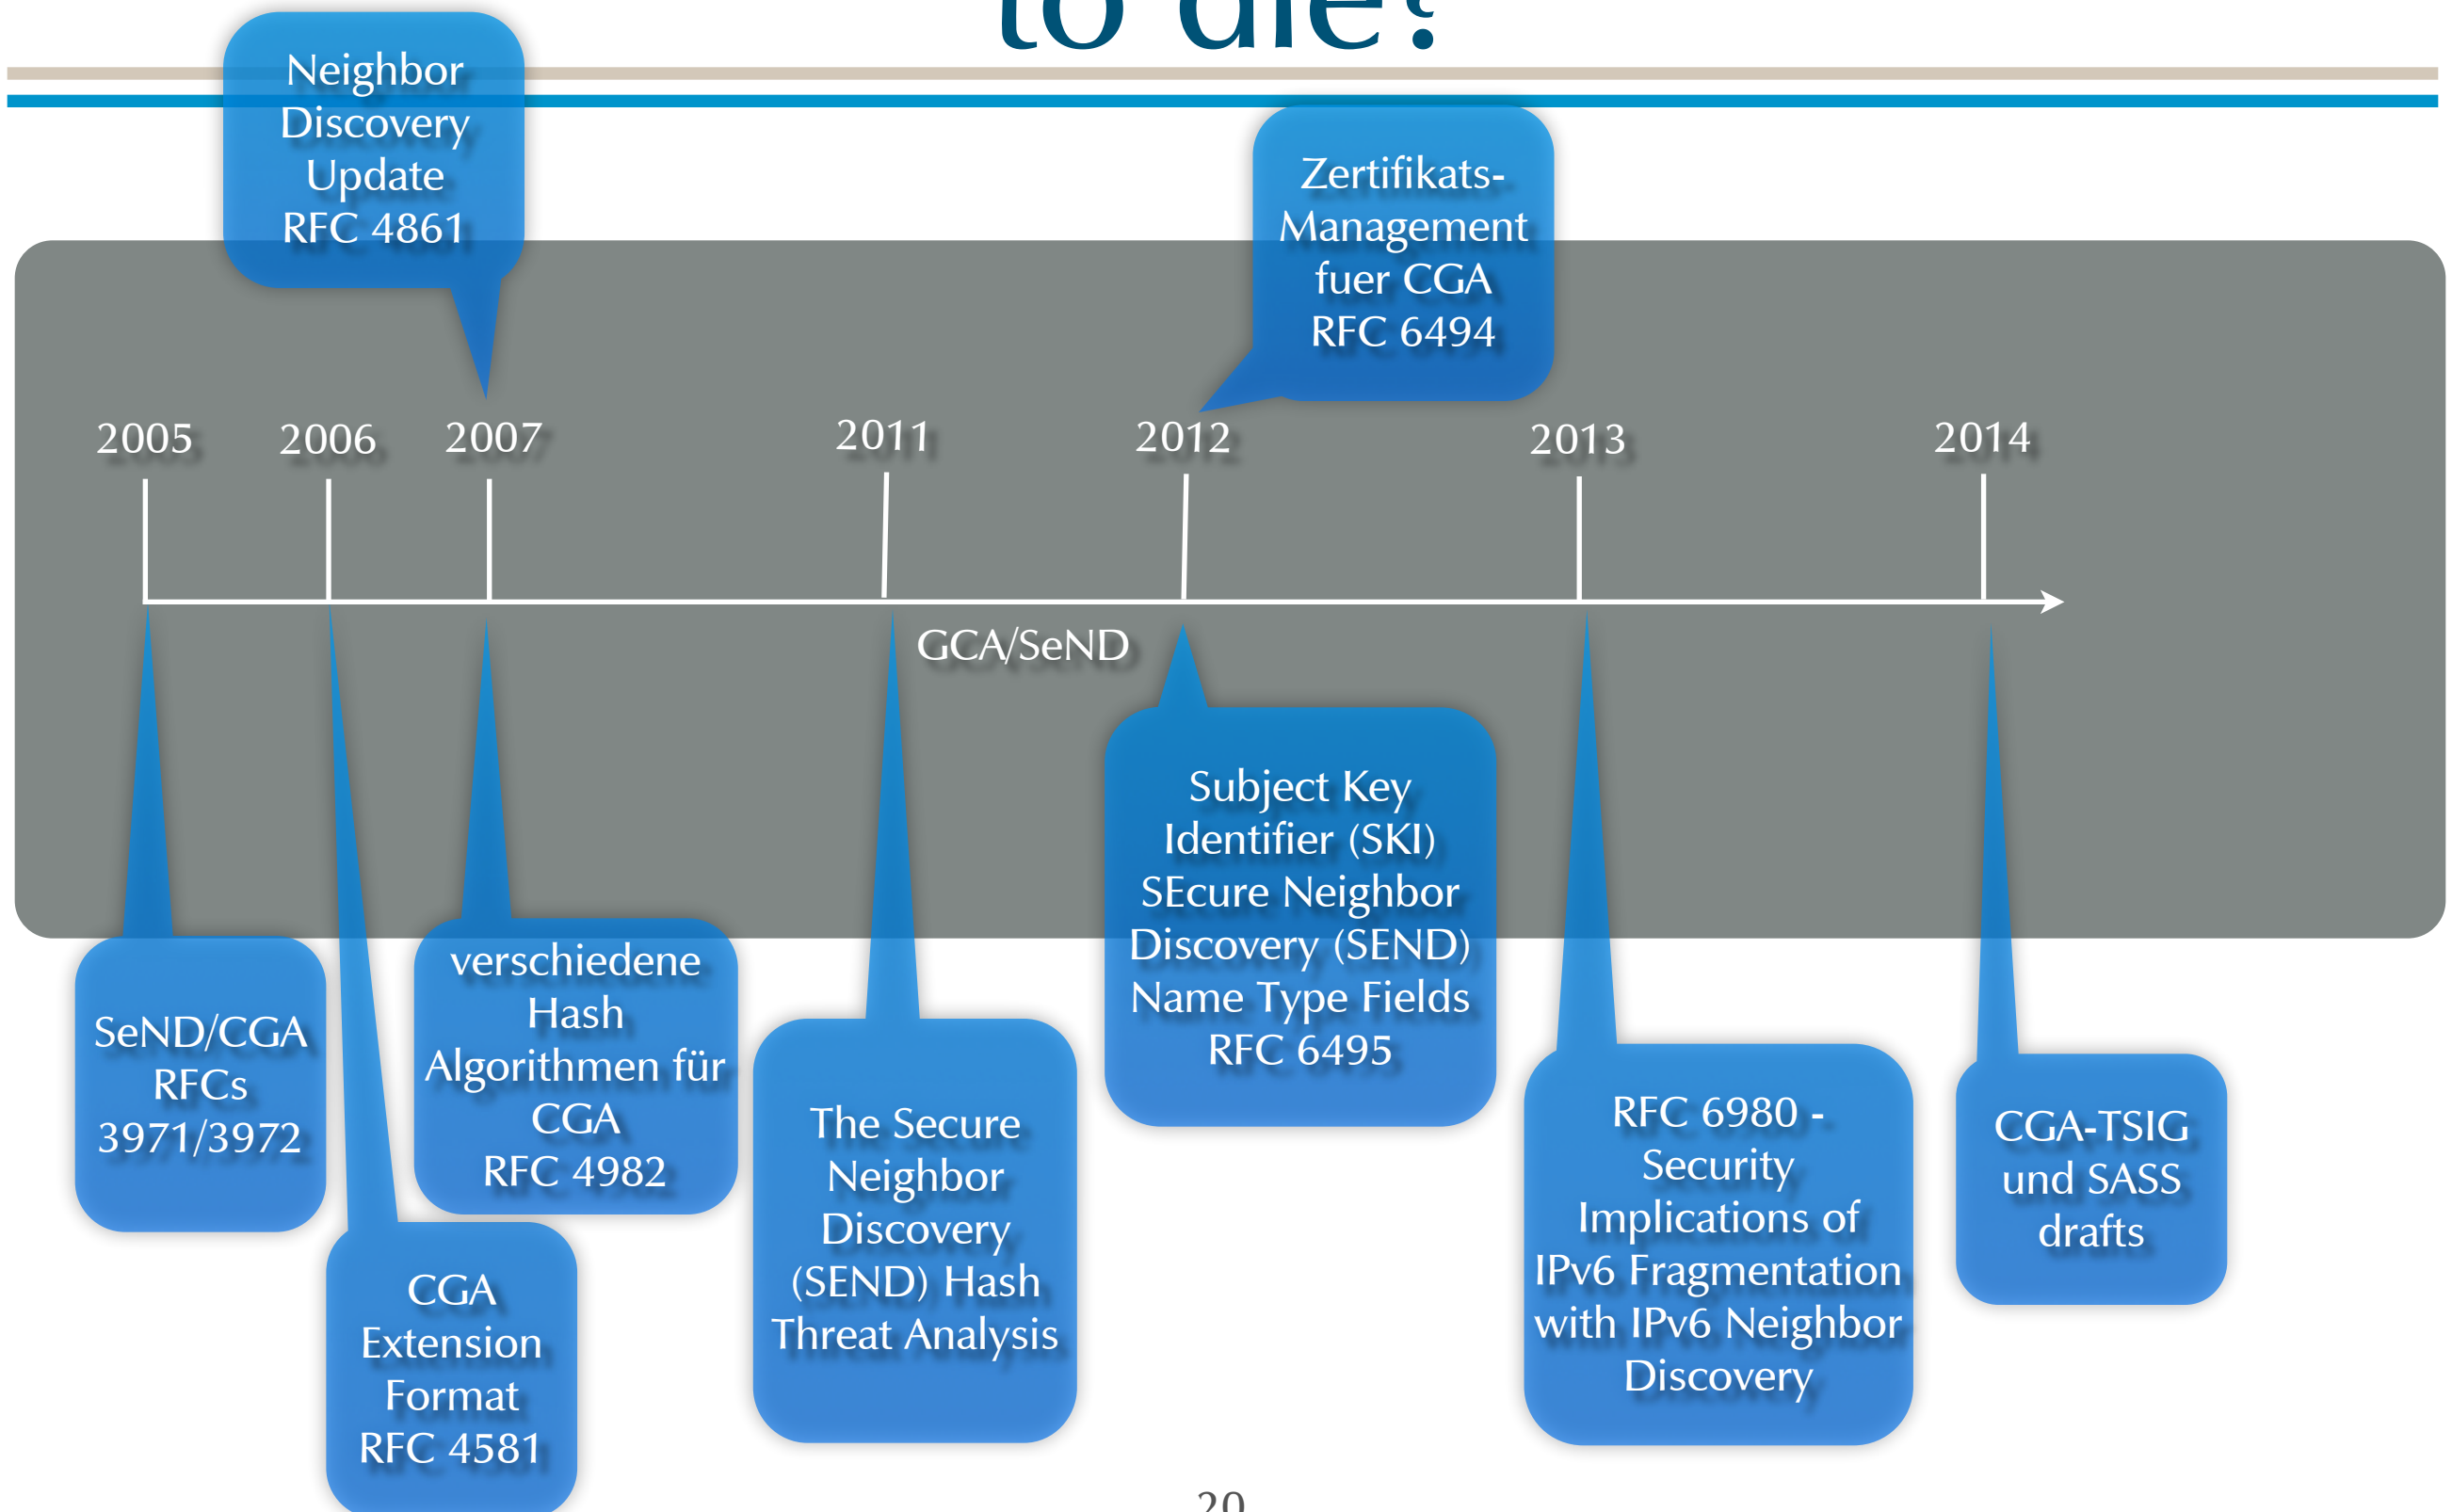 to die?
Neighbor
Discovery
Update
RFC 4861
Zertifikats-
Management
fuer CGA
RFC 6494
2005
2006
2007
2011
2012
2013
2014
GCA/SeND
SeND/CGA
RFCs
3971/3972
CGA
Extension
Format
RFC 4581
verschiedene
Hash
Algorithmen für
CGA
RFC 4982
The Secure
Neighbor
Discovery
(SEND) Hash
Threat Analysis
Subject Key
Identifier (SKI)
SEcure Neighbor
Discovery (SEND)
Name Type Fields
RFC 6495
RFC 6980 -
Security
Implications of
IPv6 Fragmentation
with IPv6 Neighbor
Discovery
CGA-TSIG
und SASS
drafts
20